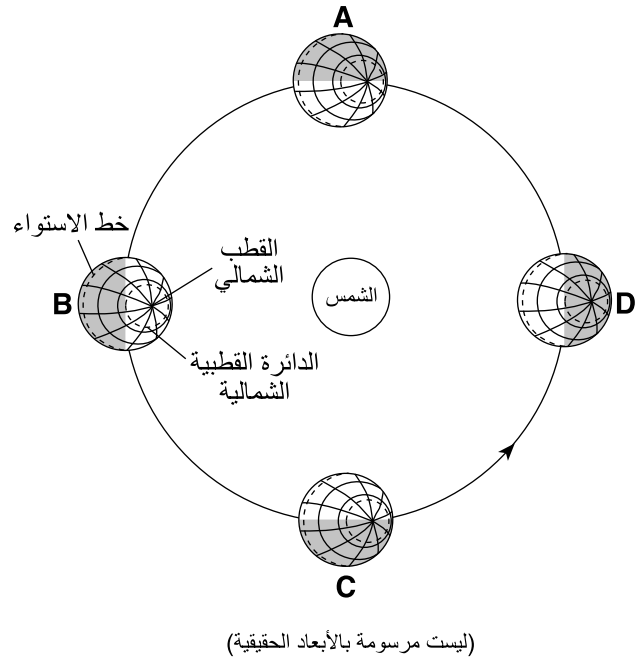 A
خط الاستواء
القطب
الشمالي
B
الشمس
D
الدائرة القطبية
الشمالية
C
(ليست مرسومة بالأبعاد الحقيقية)